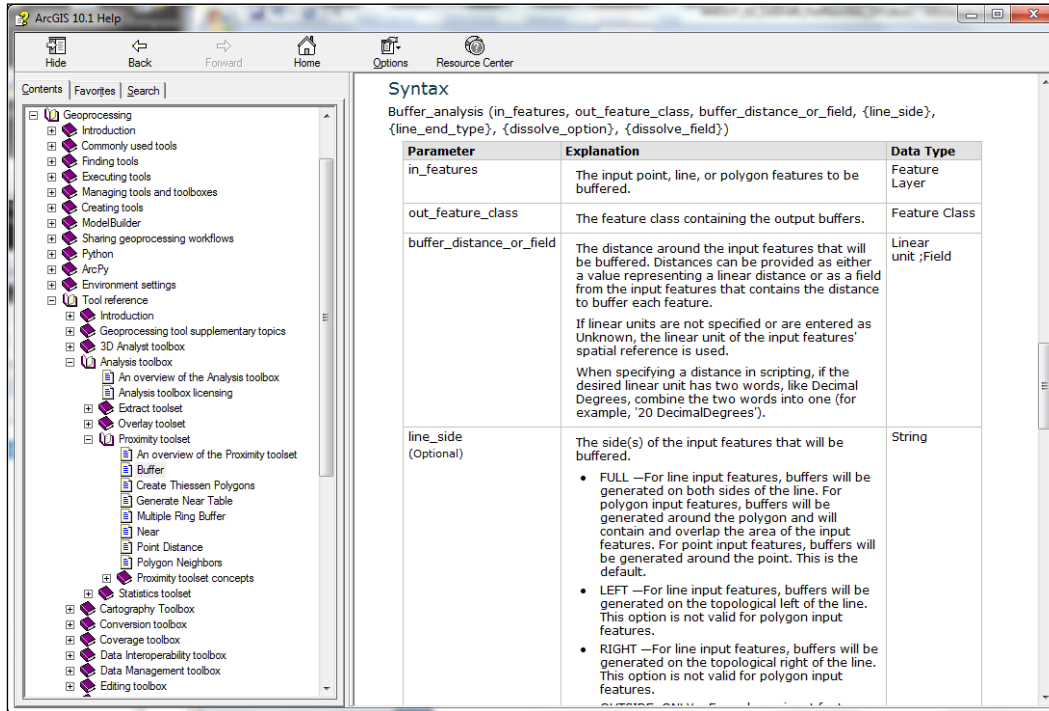 ArcGIS 10.1 Help
Hide Back Forward Home Options Resource Center
Contents Favorites Search
Geoprocessing
Introduction
Commonly used tools
Finding tools
Executing tools
Managing tools and toolboxes
Creating tools
ModelBuilder
Sharing geoprocessing workflows
Python
ArcPy
Environment settings
Tool reference
Introduction
Geoprocessing tool supplementary topics
3D Analyst toolbox
Analysis toolbox
An overview of the Analysis toolbox
Analysis toolbox licensing
Extract toolset
Overlay toolset
Proximity toolset
An overview of the Proximity toolset
Buffer
Create Thiessen Polygons
Generate Near Table
Multiple Ring Buffer
Near
Point Distance
Polygon Neighbors
Proximity toolset concepts
Statistics toolset
Cartography Toolbox
Conversion toolbox
Coverage toolbox
Data Interoperability toolbox
Data Management toolbox
Editing toolbox
Syntax
Buffer_analysis (in_features, out_feature_class, buffer_distance_or_field, {line_side},
{line_end_type}, {dissolve_option}, {dissolve_field})
Parameter Explanation Data Type
in_features The input point, line, or polygon features to be Feature
buffered. Layer
out_feature_class The feature class containing the output buffers. Feature Class
buffer_distance_or_field The distance around the input features that will Linear
be buffered. Distances can be provided as either unit ;Field
a value representing a linear distance or as a field
from the input features that contains the distance
to buffer each feature.
If linear units are not specified or are entered as
Unknown, the linear unit of the input features'
spatial reference is used.
When specifying a distance in scripting, if the
desired linear unit has two words, like Decimal
Degrees, combine the two words into one (for
example, '20 DecimalDegrees').
line_side The side(s) of the input features that will be String
(Optional) buffered.
• FULL —For line input features, buffers will be
generated on both sides of the line. For
polygon input features, buffers will be
generated around the polygon and will
contain and overlap the area of the input
features. For point input features, buffers will
be generated around the point. This is the
default.
• LEFT —For line input features, buffers will be
generated on the topological left of the line.
This option is not valid for polygon input
features.
• RIGHT —For line input features, buffers will be
generated on the topological right of the line.
This option is not valid for polygon input
features.